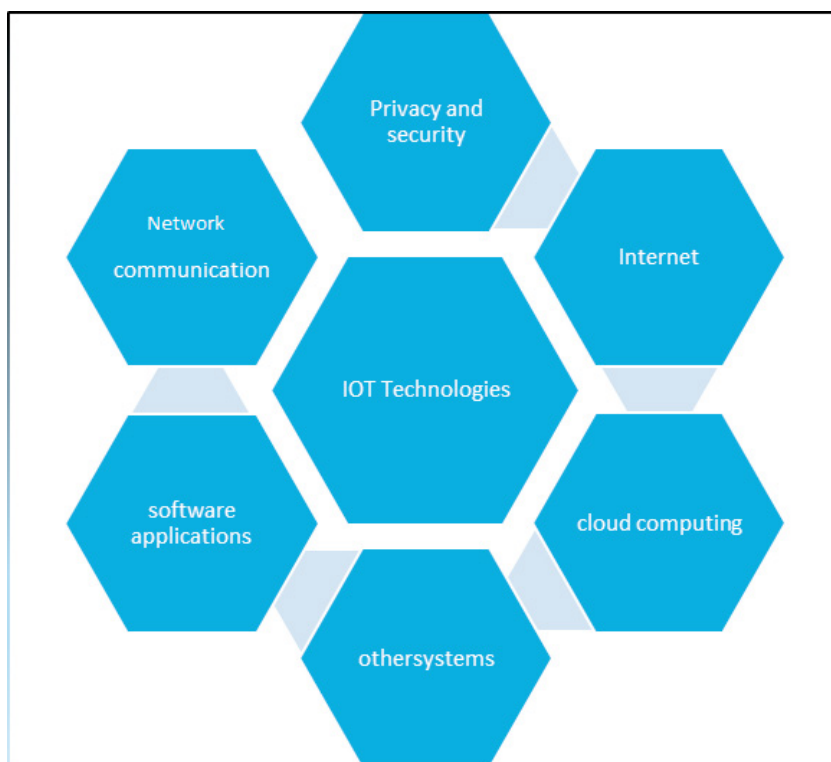 Privacy and
security
Network
communication
Internet
IOT Technologies
software
applications
cloud computing
othersystems